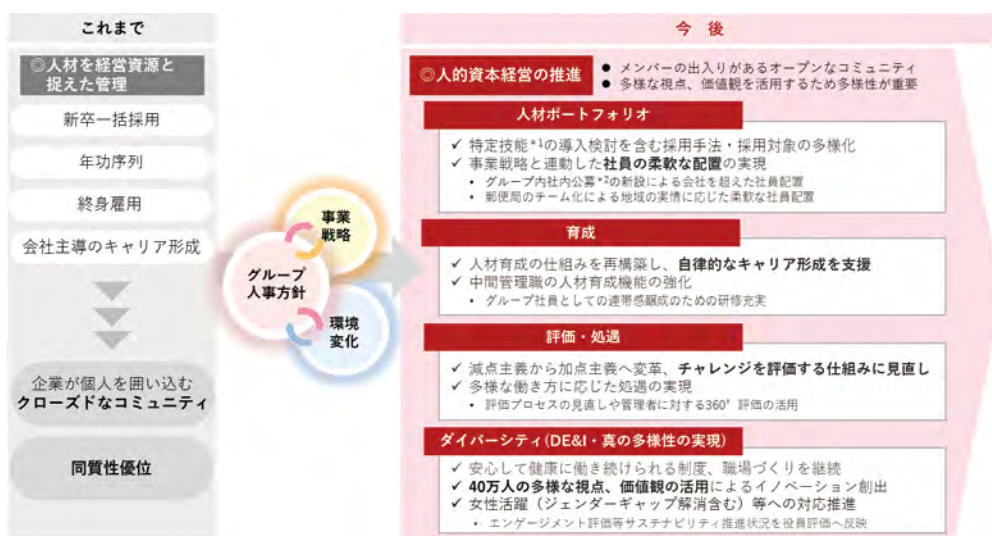 これまで
◎人材を経営資源と
捉えた管理
新卒一括採用
年功序列
終身雇用
会社主導のキャリア形成
企業が個人を囲い込む
クローズドなコミュニティ
同質性優位
グループ
人事方針
事業
戦略
環境
変化
今 後
◎人的資本経営の推進
● メンバーの出入りがあるオープンなコミュニティ
● 多様な視点、価値観を活用するため多様性が重要
人材ポートフォリオ
✓ 特定技能*1の導入検討を含む採用手法・採用対象の多様化
✓ 事業戦略と連動した社員の柔軟な配置の実現
• グループ内社内公募*2の新設による会社を超えた社員配置
• 郵便局のチーム化による地域の実情に応じた柔軟な社員配置
育成
✓ 人材育成の仕組みを再構築し、自律的なキャリア形成を支援
✓ 中間管理職の人材育成機能の強化
• グループ社員としての連帯感醸成のための研修充実
評価・処遇
✓ 減点主義から加点主義へ変革、チャレンジを評価する仕組みに見直し
✓ 多様な働き方に応じた処遇の実現
• 評価プロセスの見直しや管理者に対する360°評価の活用
ダイバーシティ(DE&I・真の多様性の実現)
✓ 安心して健康に働き続けられる制度、職場づくりを継続
✓ 40万人の多様な視点、価値観の活用によるイノベーション創出
✓ 女性活躍（ジェンダーギャップ解消含む）等への対応推進
• エンゲージメント評価等サステナビリティ推進状況を役員評価へ反映